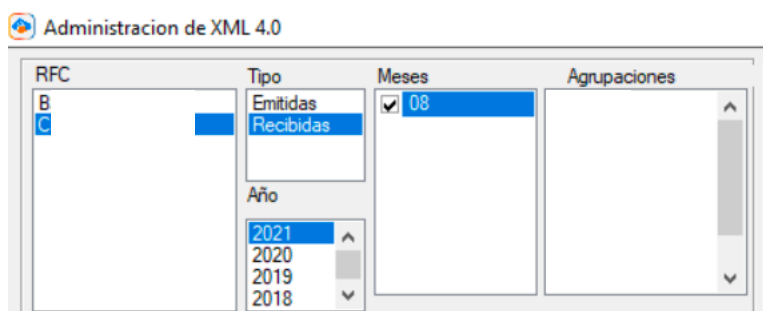 Administracion de XML 4.0
RFC
B
C
Tipo
Emitidas
Recibidas
Año
2021
2020
2019
2018
Meses
08
Agrupaciones